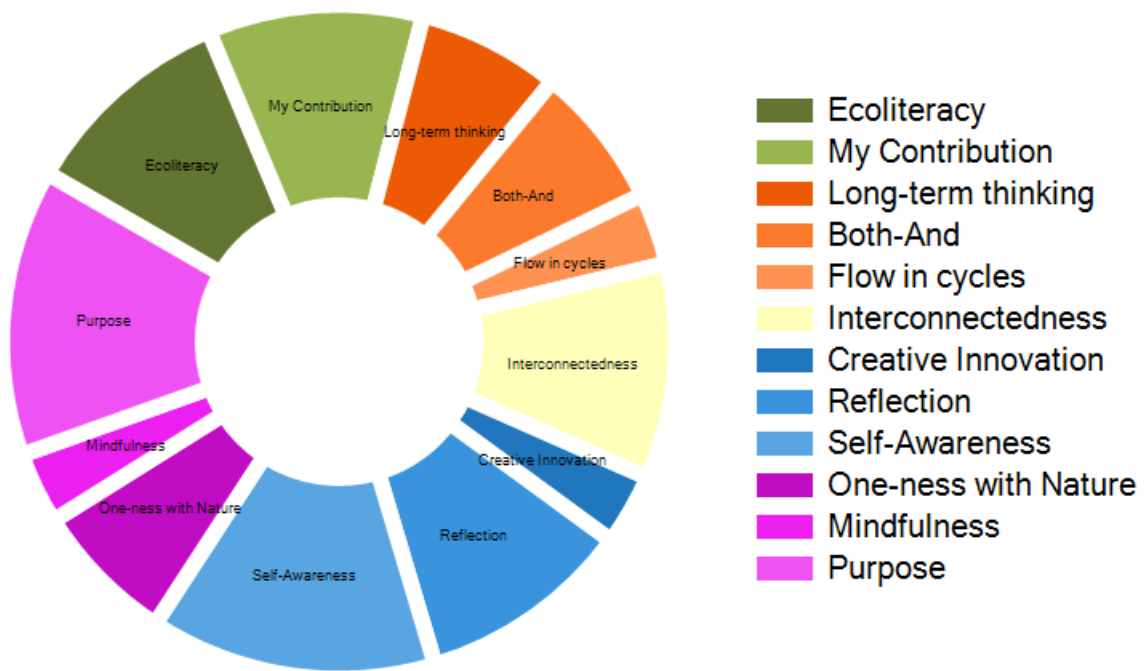 My Contribution
Long-term thinking
Ecoliteracy
Both-And
Flow in cycles
Purpose
Interconnectedness
Mindfulness
Creative Innovation
One-ness with Nature
Reflection
Self-Awareness
Ecoliteracy
My Contribution
Long-term thinking
Both-And
Flow in cycles
Interconnectedness
Creative Innovation
Reflection
Self-Awareness
One-ness with Nature
Mindfulness
Purpose